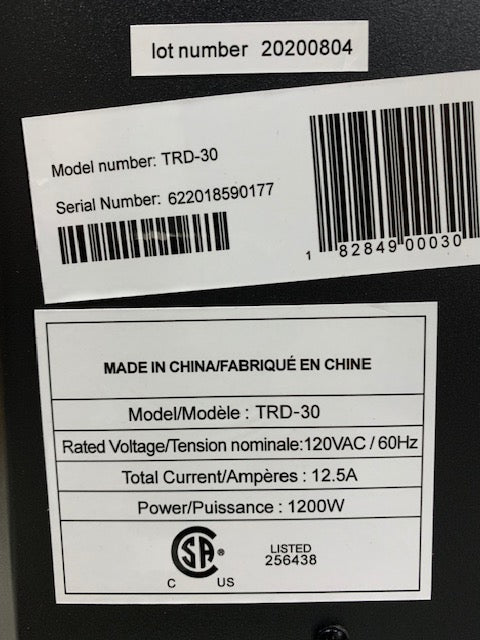 lot number 20200804
Model number: TRD-30
Serial Number: 622018590177
1 82849 00030
MADE IN CHINA/FABRIQUÉ EN CHINE
Model/Modèle : TRD-30
Rated Voltage/Tension nominale:120VAC / 60Hz
Total Current/Ampères : 12.5A
Power/Puissance : 1200W
SA ®
C US
LISTED
256438